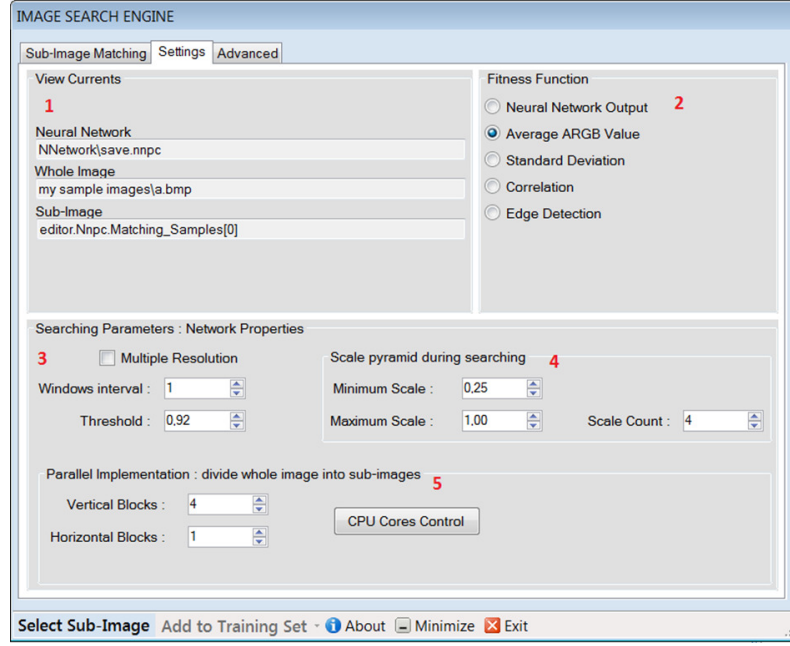 IMAGE SEARCH ENGINE
Sub-Image Matching Settings Advanced
View Currents
1
Neural Network
NNetwork\save.nnpc
Whole Image
my sample images\a.bmp
Sub-Image
editor.Nnpc.Matching_Samples[0]
Fitness Function
Neural Network Output 2
Average ARGB Value
Standard Deviation
Correlation
Edge Detection
Searching Parameters : Network Properties
3 Multiple Resolution
Windows interval : 1
Threshold : 0,92
Scale pyramid during searching 4
Minimum Scale : 0,25
Maximum Scale : 1,00 Scale Count : 4
Parallel Implementation : divide whole image into sub-images 5
Vertical Blocks : 4
Horizontal Blocks : 1
CPU Cores Control
Select Sub-Image Add to Training Set About Minimize Exit